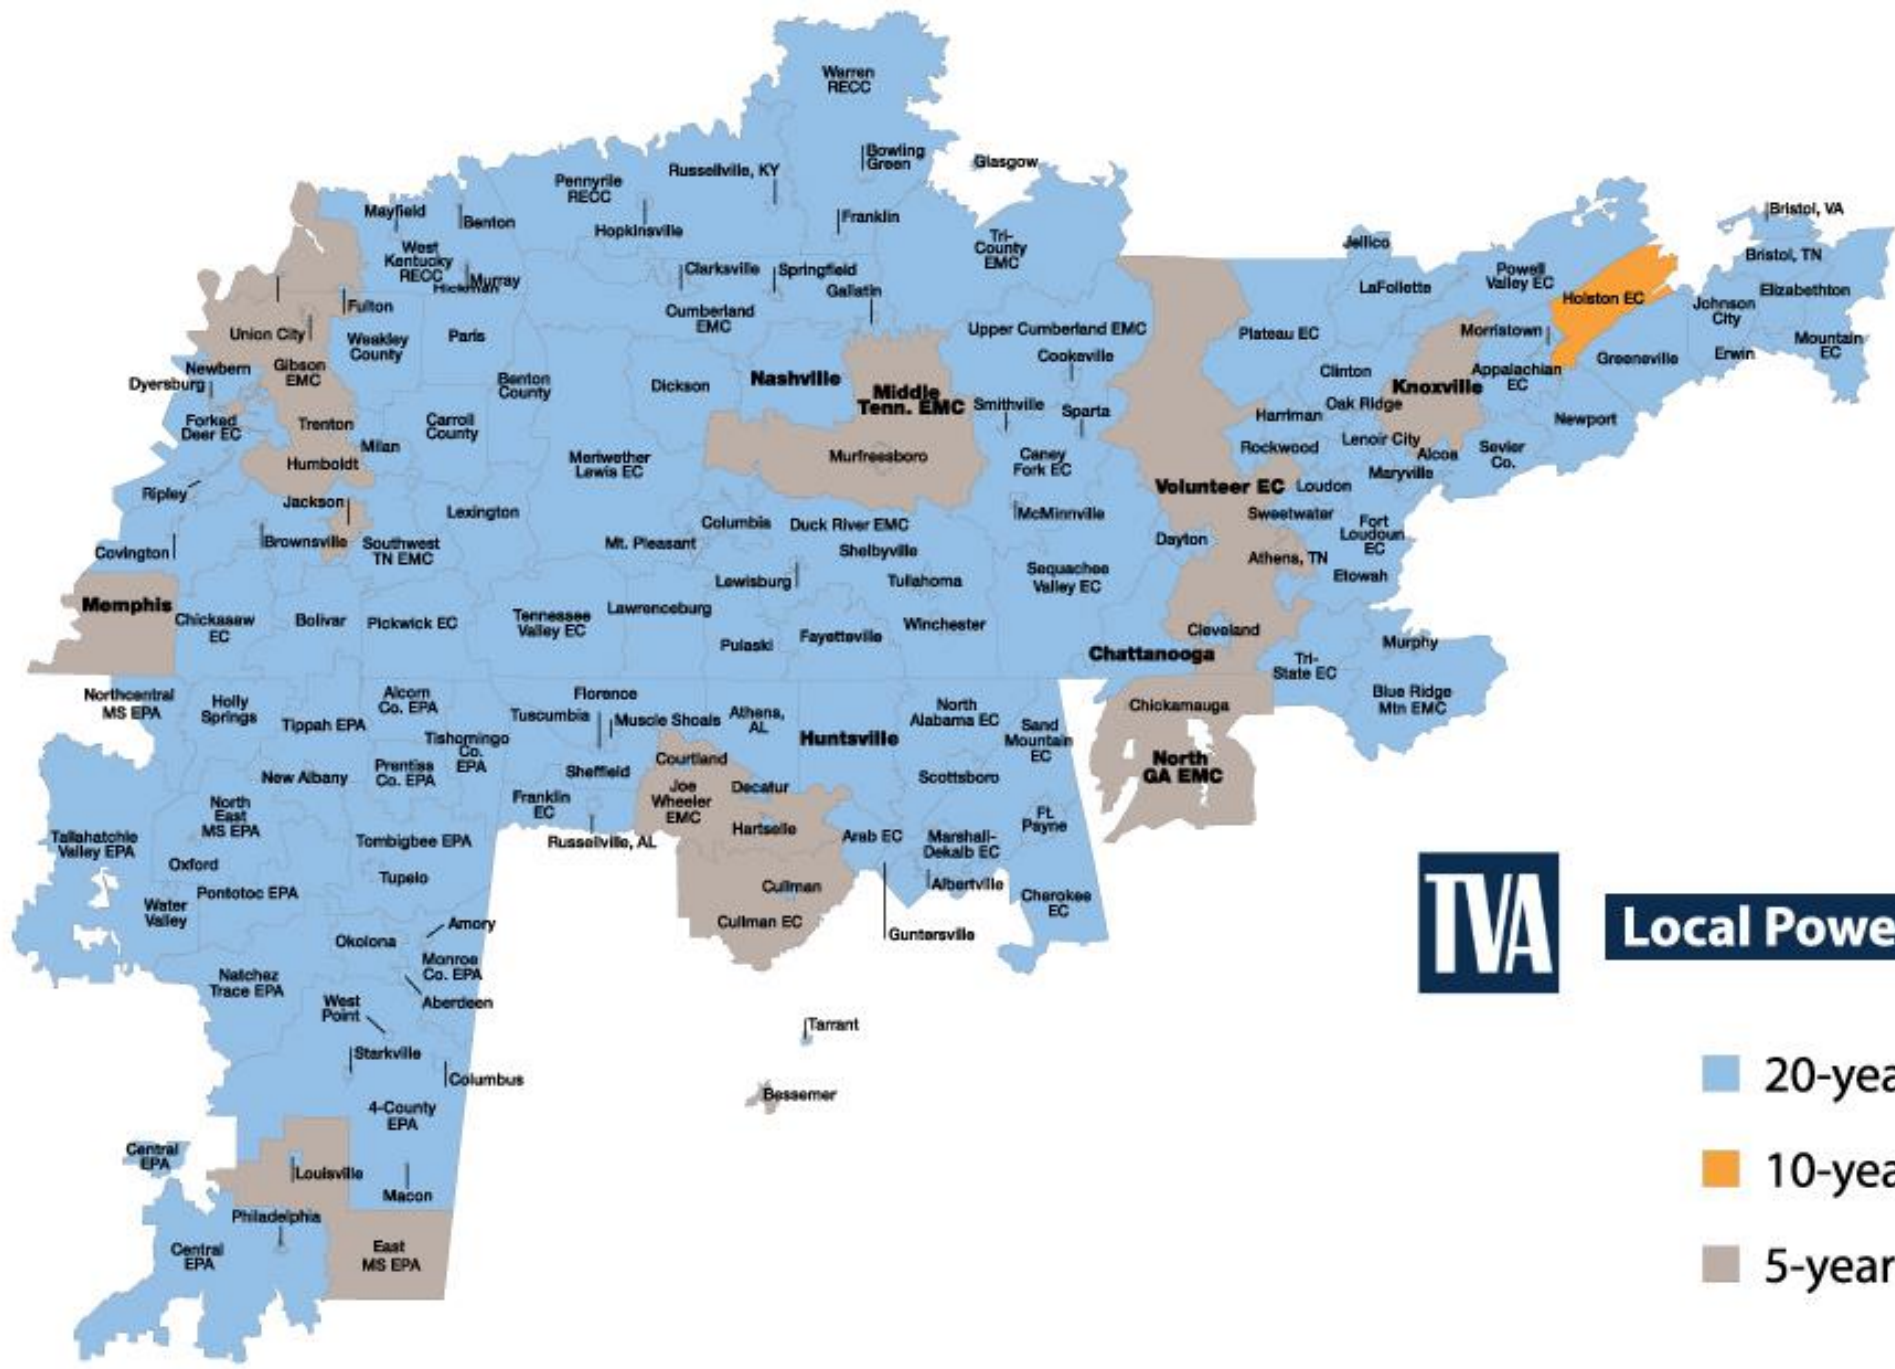 Warren
RECC
Bowling
Green
Glasgow
Russellville, KY
Pennyrile
RECC
Hopkinsville
Franklin
Mayfield
Benton
West
Kentucky
RECC
Murray
Hickman
Fulton
Clarksville
Springfield
Gallatin
Cumberland
EMC
Tri-
County
EMC
Jellico
LaFollette
Powell
Valley EC
Holston EC
Bristol, VA
Bristol, TN
Elizabethton
Johnson
City
Mountain
EC
Erwin
Greeneville
Morristown
Appalachian
EC
Newport
Union City
Weakley
County
Paris
Upper Cumberland EMC
Cookeville
Plateau EC
Clinton
Knoxville
Oak Ridge
Harriman
Newbern
Dyersburg
Gibson
EMC
Benton
County
Dickson
Nashville
Middle
Tenn. EMC
Smithville
Sparta
Forked
Deer EC
Trenton
Milan
Carroll
County
Humboldt
Meriwether
Lewis EC
Murfreesboro
Caney
Fork EC
Rockwood
Lenoir City
Alcoa
Sevier
Co.
Maryville
Volunteer EC
Loudon
Ripley
Jackson
Lexington
Columbia
Duck River EMC
McMinnville
Sweetwater
Fort
Loudoun
EC
Covington
Brownsville
Southwest
TN EMC
Mt. Pleasant
Shelbyville
Dayton
Athens, TN
Etowah
Lewisburg
Tullahoma
Sequachee
Valley EC
Memphis
Chickasaw
EC
Bolivar
Pickwick EC
Tennessee
Valley EC
Lawrenceburg
Pulaski
Fayetteville
Winchester
Cleveland
Chattanooga
Murphy
Tri-
State EC
Blue Ridge
Mtn EMC
Northcentral
MS EPA
Holly
Springs
Tippah EPA
Alcorn
Co. EPA
Florence
Tuscumbia
Muscle Shoals
Athens,
AL
Huntsville
North
Alabama EC
Sand
Mountain
EC
Chickamauga
North
GA EMC
Tishomingo
Co.
EPA
New Albany
Prentiss
Co. EPA
Sheffield
Courtland
Joe
Wheeler
EMC
Decatur
Scottsboro
Franklin
EC
Russellville, AL
Hartselle
Arab EC
Marshall-
Dekalb EC
Ft.
Payne
North
East
MS EPA
Tallahatchie
Valley EPA
Oxford
Tombigbee EPA
Tupelo
Pontotoc EPA
Water
Valley
Cullman
Cullman EC
Albertville
Guntersville
Cherokee
EC
Amory
Okolona
Monroe
Co. EPA
Natchez
Trace EPA
Aberdeen
West
Point
Starkville
Columbus
Tarrant
Bessemer
4-County
EPA
Central
EPA
Louisville
Macon
Philadelphia
Central
EPA
East
MS EPA
TVA
Local Powe
20-yea
10-yea
5-year